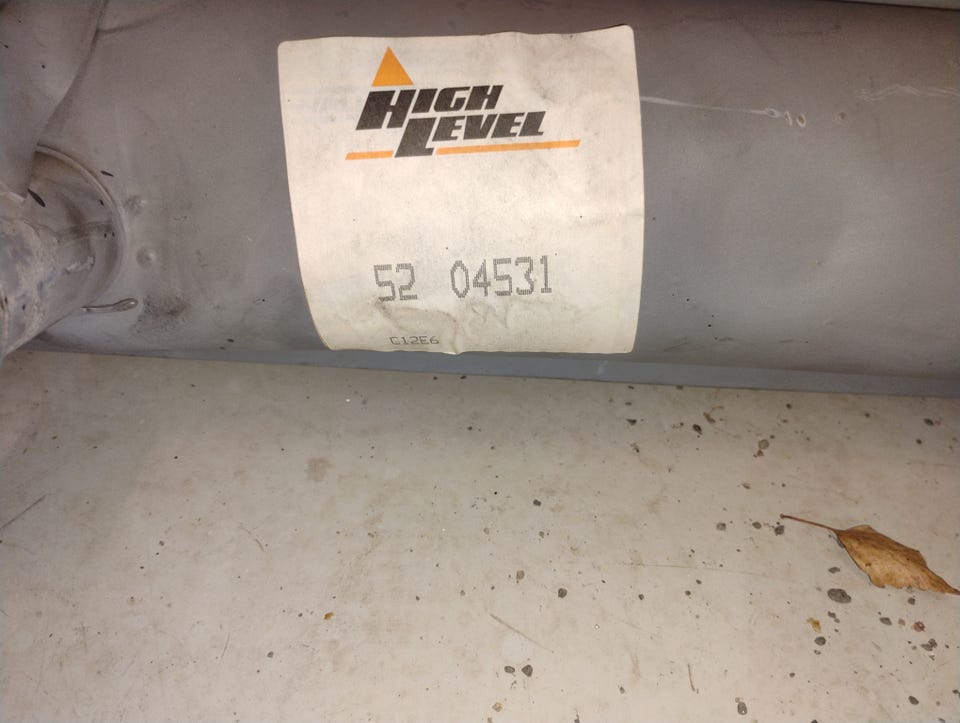 HIGH
LEVEL
52 04531
C12E6